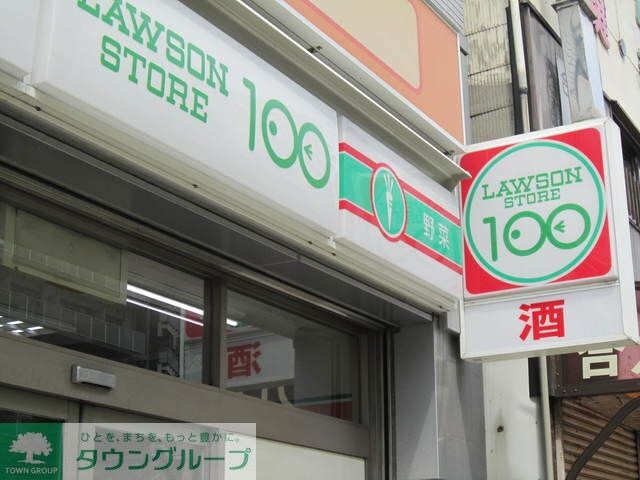 LAWSON
STORE
100
野菜
LAWSON
STORE
100
酒
酒
TOWN GROUP
ひとを、まちを、もっと豊かに。
タウングループ